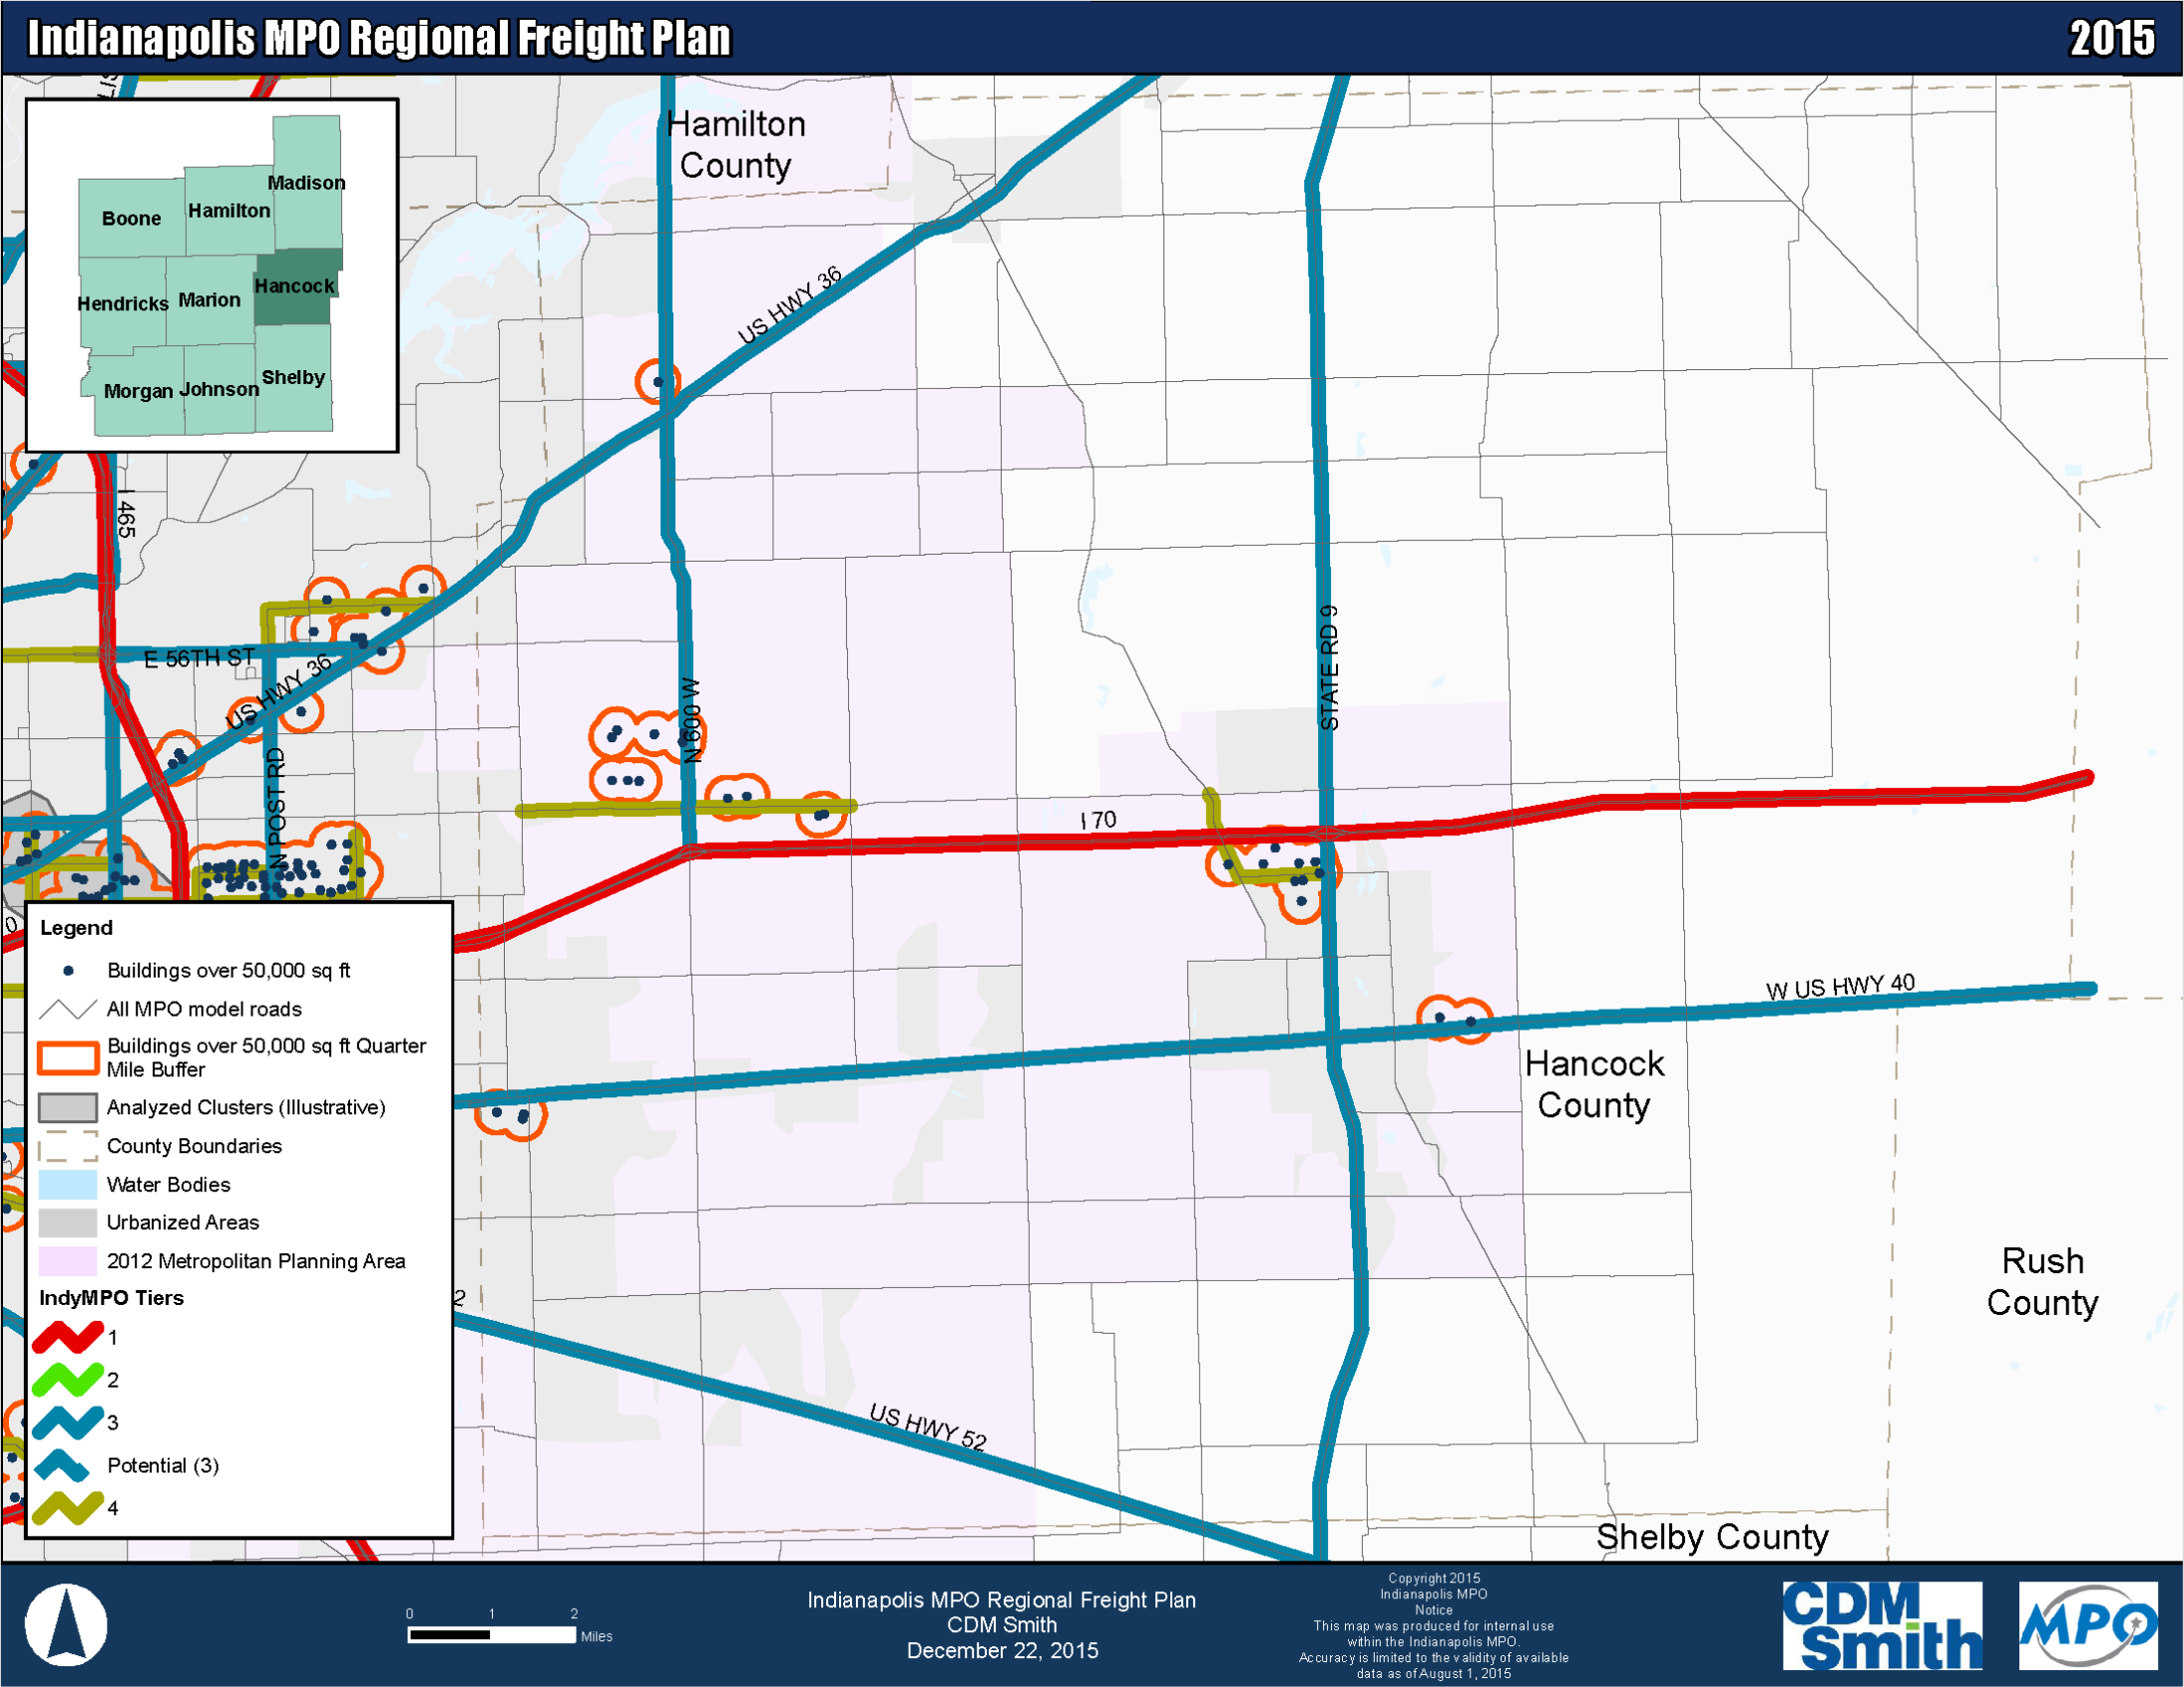 Indianapolis MPO Regional Freight Plan
2015
Hamilton
County
Madison
Boone
Hamilton
Hancock
Hendricks
Marion
Morgan
Johnson
Shelby
US HWY 36
I 465
E 56TH ST
US HWY 36
N POST RD
N 600 W
STATE RD 9
I 70
W US HWY 40
Hancock
County
Rush
County
US HWY 52
Shelby County
0
2
Legend
Buildings over 50,000 sq ft
All MPO model roads
Buildings over 50,000 sq ft Quarter
Mile Buffer
Analyzed Clusters (Illustrative)
County Boundaries
Water Bodies
Urbanized Areas
2012 Metropolitan Planning Area
IndyMPO Tiers
1
2
3
Potential (3)
4
0 1 2
Miles
Indianapolis MPO Regional Freight Plan
CDM Smith
December 22, 2015
Copyright 2015
Indianapolis MPO
Notice
This map was produced for internal use
within the Indianapolis MPO.
Accuracy is limited to the validity of available
data as of August 1, 2015
CDM
Smith
MPO